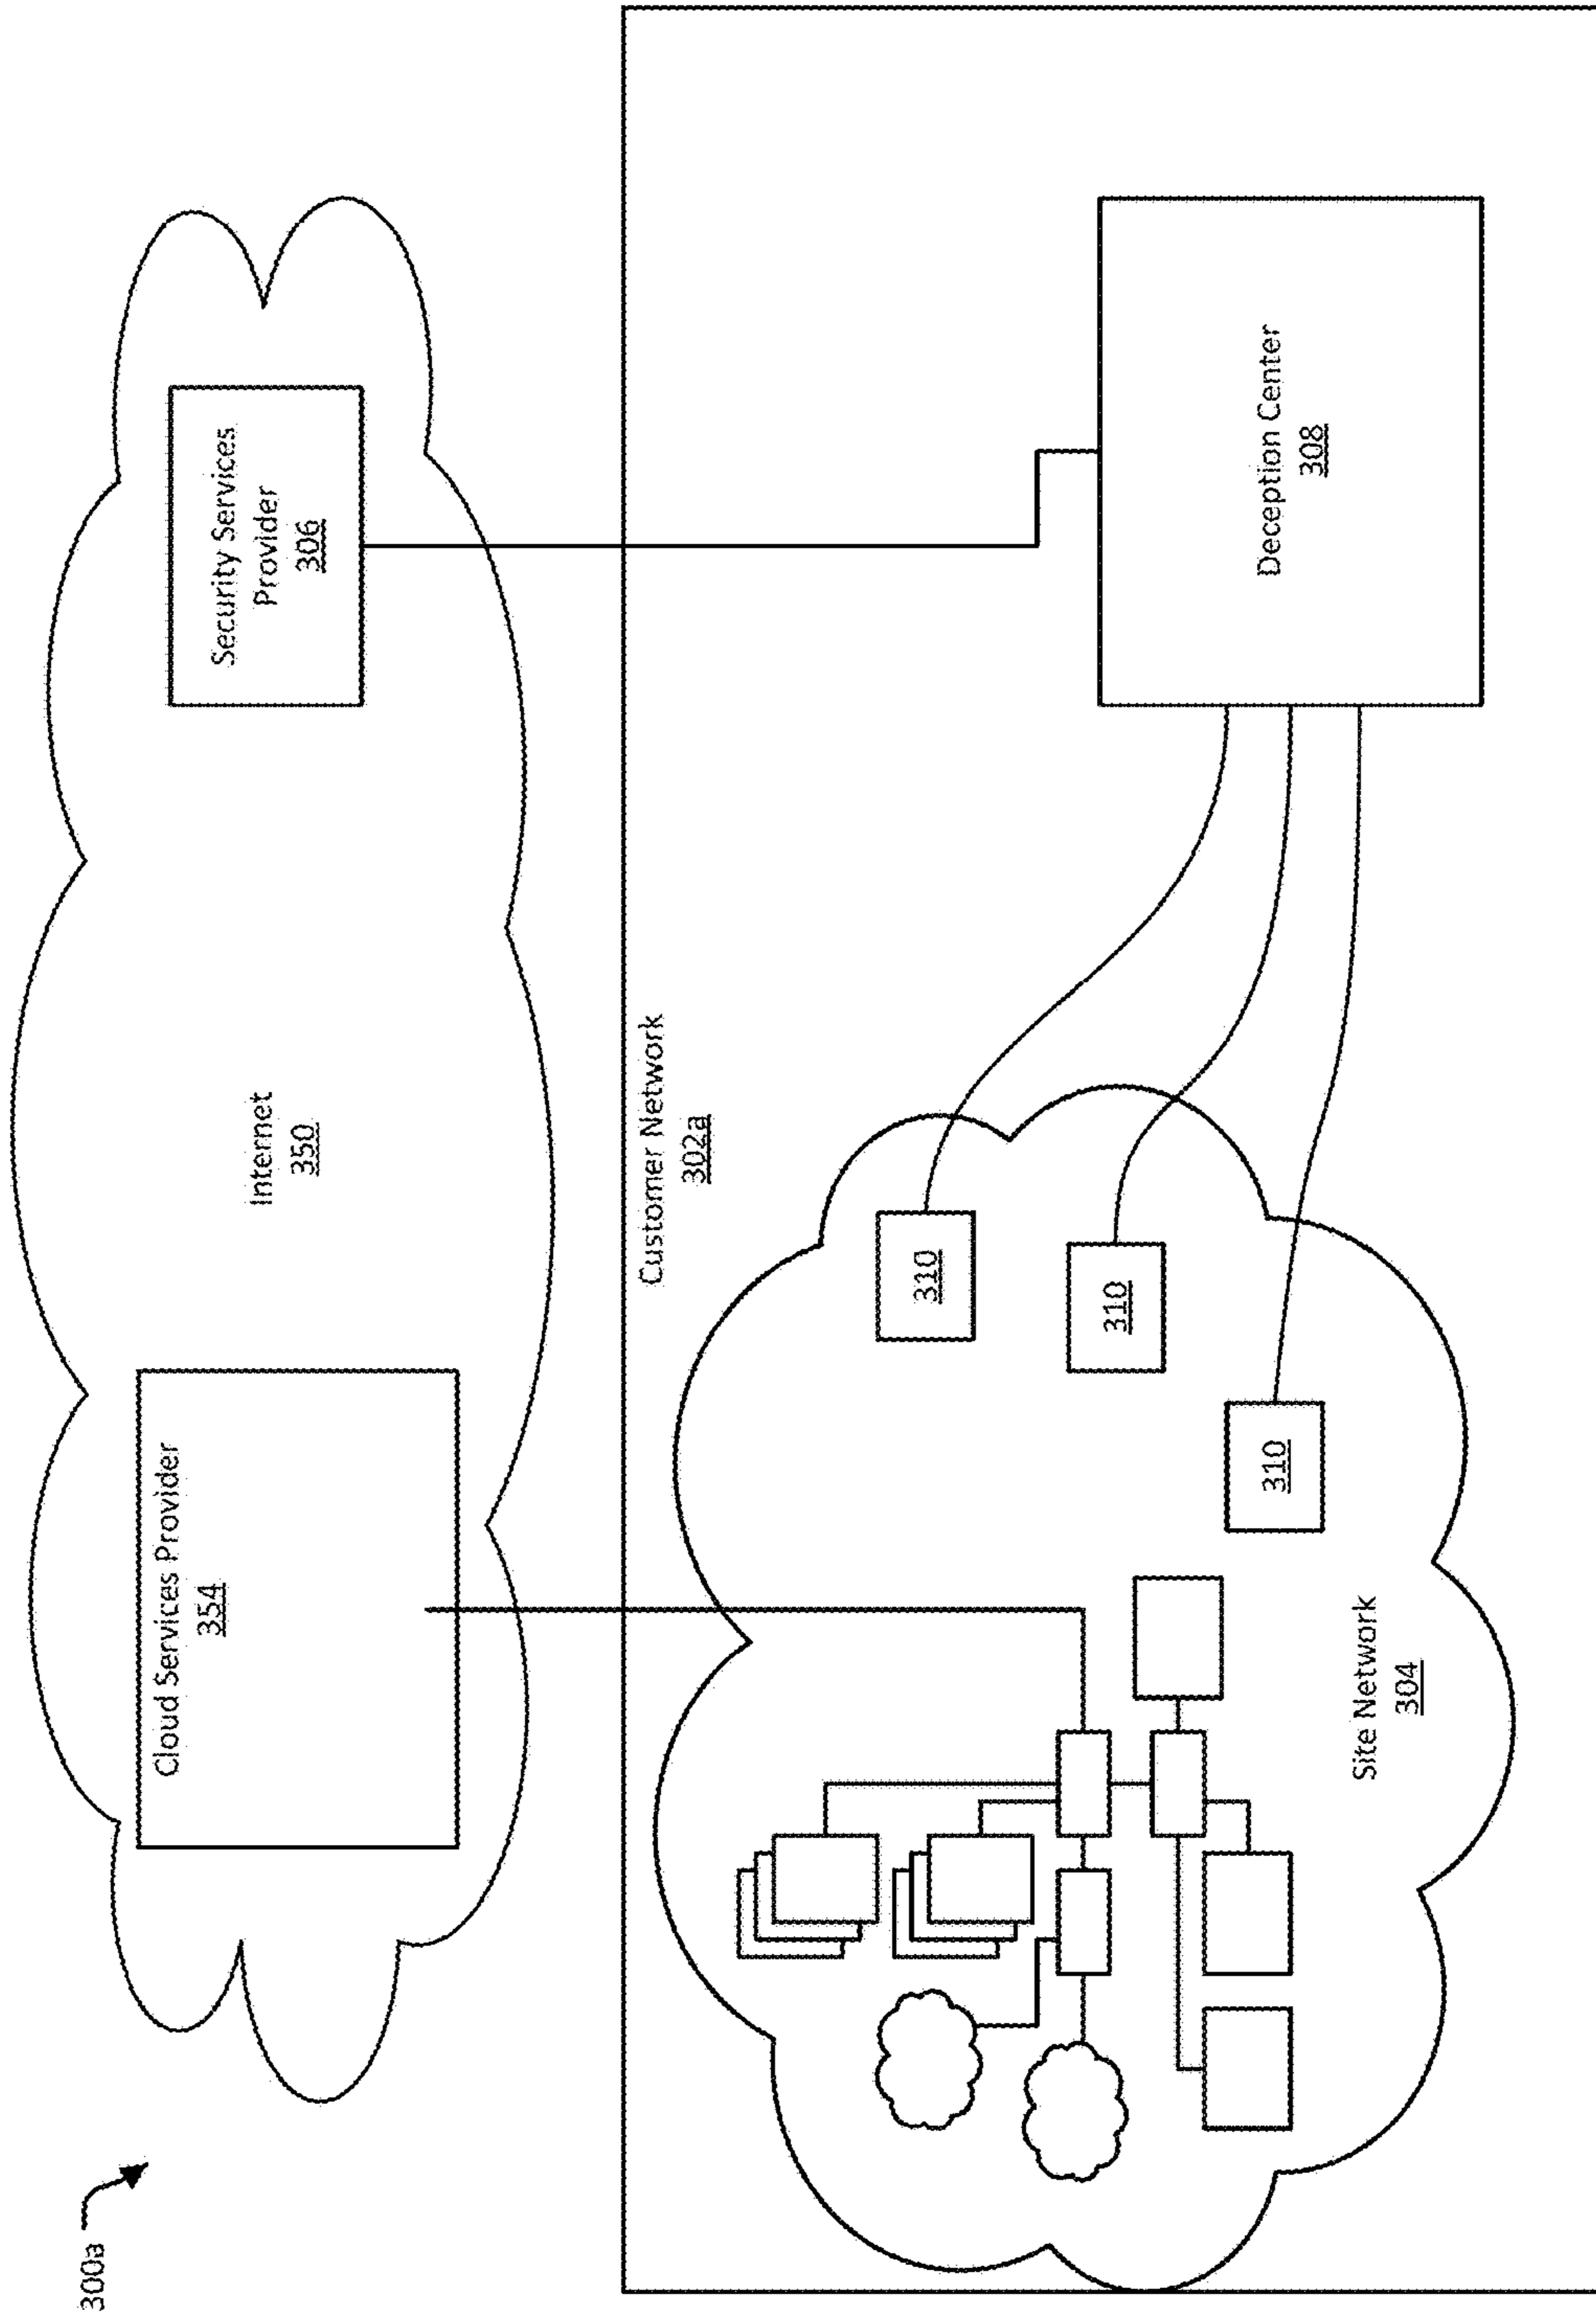 300a
Cloud Services Provider
354
Internet
350
Security Services
Provider
306
Customer Network
302a
310
310
310
Site Network
304
Deception Center
308